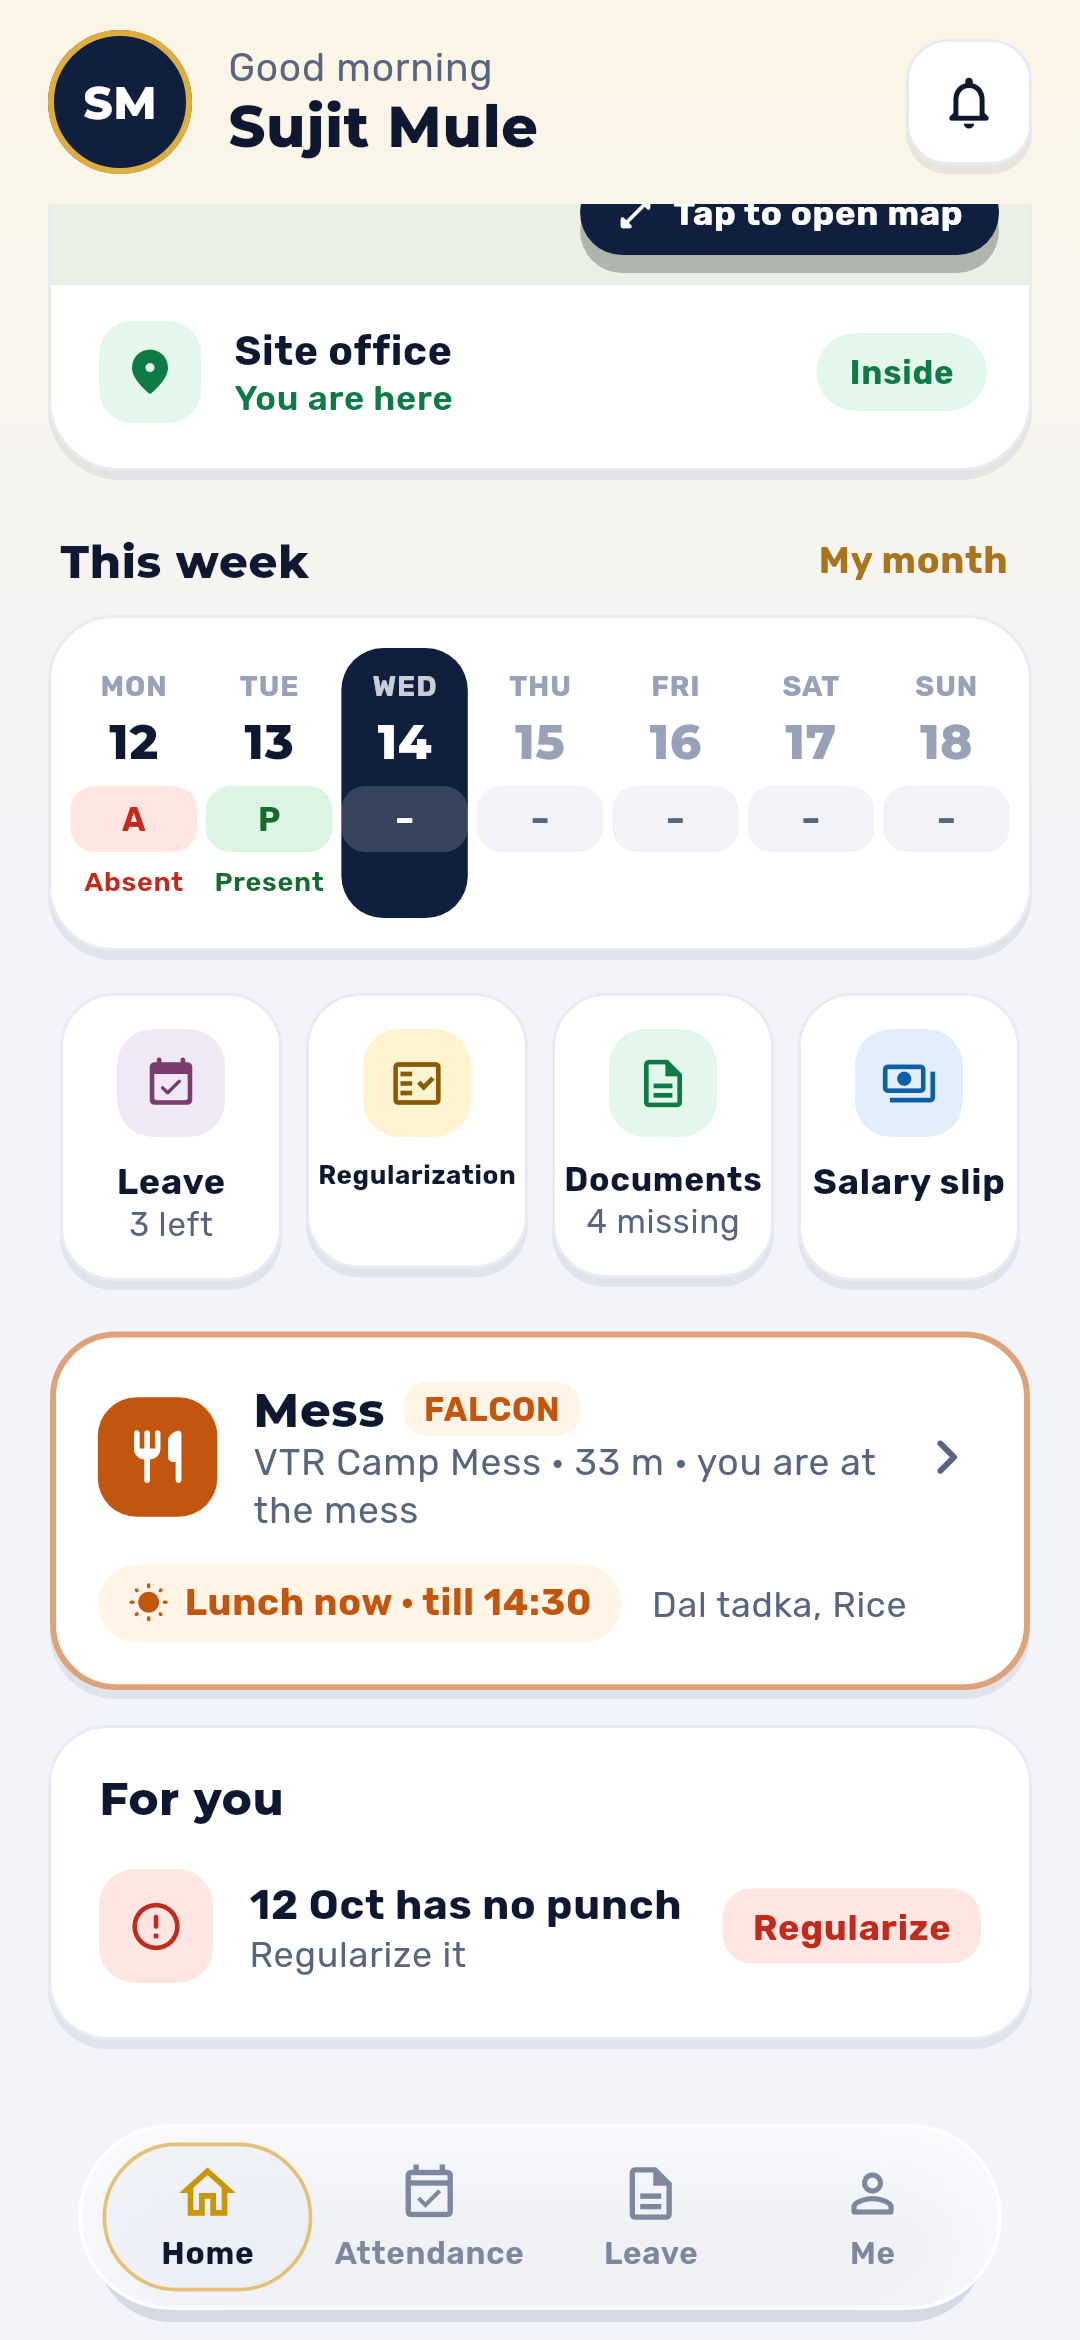 SM
Good morning
Sujit Mule
Tap to open map
Site office
You are here
Inside
This week
My month
MON TUE WED THU FRI SAT SUN
12 13 14 15 16 17 18
A P - - - - -
Absent Present
Leave
3 left
Regularization
Documents
4 missing
Salary slip
Mess FALCON
VTR Camp Mess • 33 m • you are at
the mess
Lunch now • till 14:30
Dal tadka, Rice
For you
12 Oct has no punch
Regularize it
Regularize
Home Attendance Leave Me